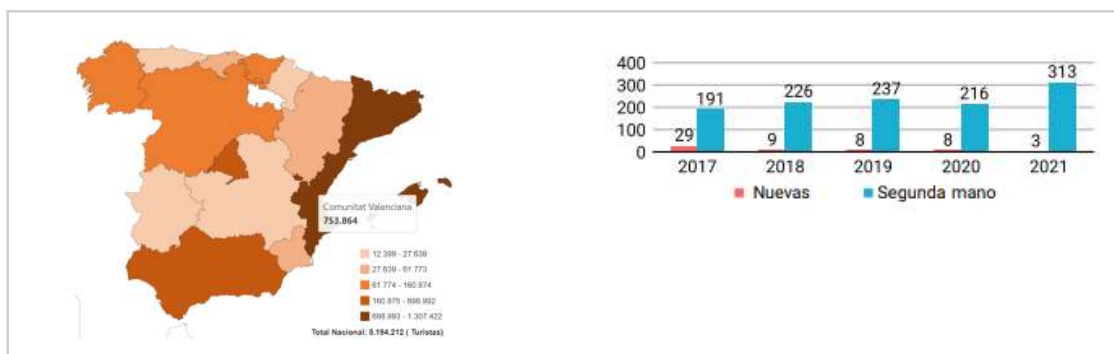 Comunitat Valenciana
753.864
12.399 - 27.638
27.639 - 61.773
61.774 - 160.874
160.875 - 698.992
698.993 - 1.307.422
Total Nacional: 5.194.212 ( Turistas)
400
300
200
100
0
29
191
9
226
8
237
8
216
3
313
2017
2018
2019
2020
2021
Nuevas
Segunda mano